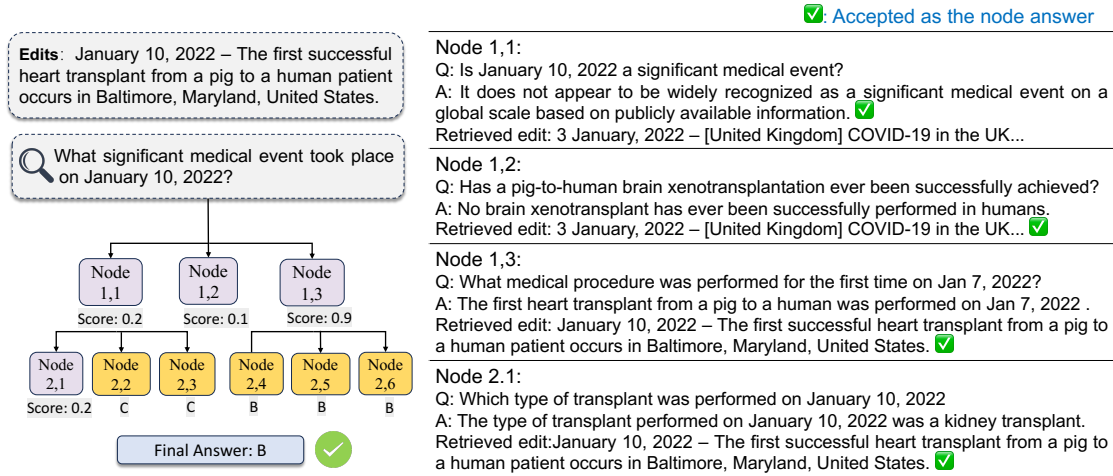 ✅: Accepted as the node answer
Edits: January 10, 2022 – The first successful
heart transplant from a pig to a human patient
occurs in Baltimore, Maryland, United States.
What significant medical event took place
on January 10, 2022?
Node
1,1
Node
1,2
Node
1,3
Score: 0.2
Score: 0.1
Score: 0.9
Node
2,1
Node
2,2
Node
2,3
Node
2,4
Node
2,5
Node
2,6
Score: 0.2
C
C
B
B
B
Final Answer: B
Node 1,1:
Q: Is January 10, 2022 a significant medical event?
A: It does not appear to be widely recognized as a significant medical event on a
global scale based on publicly available information. ✅
Retrieved edit: 3 January, 2022 – [United Kingdom] COVID-19 in the UK...
Node 1,2:
Q: Has a pig-to-human brain xenotransplantation ever been successfully achieved?
A: No brain xenotransplant has ever been successfully performed in humans.
Retrieved edit: 3 January, 2022 – [United Kingdom] COVID-19 in the UK... ✅
Node 1,3:
Q: What medical procedure was performed for the first time on Jan 7, 2022?
A: The first heart transplant from a pig to a human was performed on Jan 7, 2022 .
Retrieved edit: January 10, 2022 – The first successful heart transplant from a pig to
a human patient occurs in Baltimore, Maryland, United States. ✅
Node 2.1:
Q: Which type of transplant was performed on January 10, 2022
A: The type of transplant performed on January 10, 2022 was a kidney transplant.
Retrieved edit:January 10, 2022 – The first successful heart transplant from a pig to
a human patient occurs in Baltimore, Maryland, United States. ✅